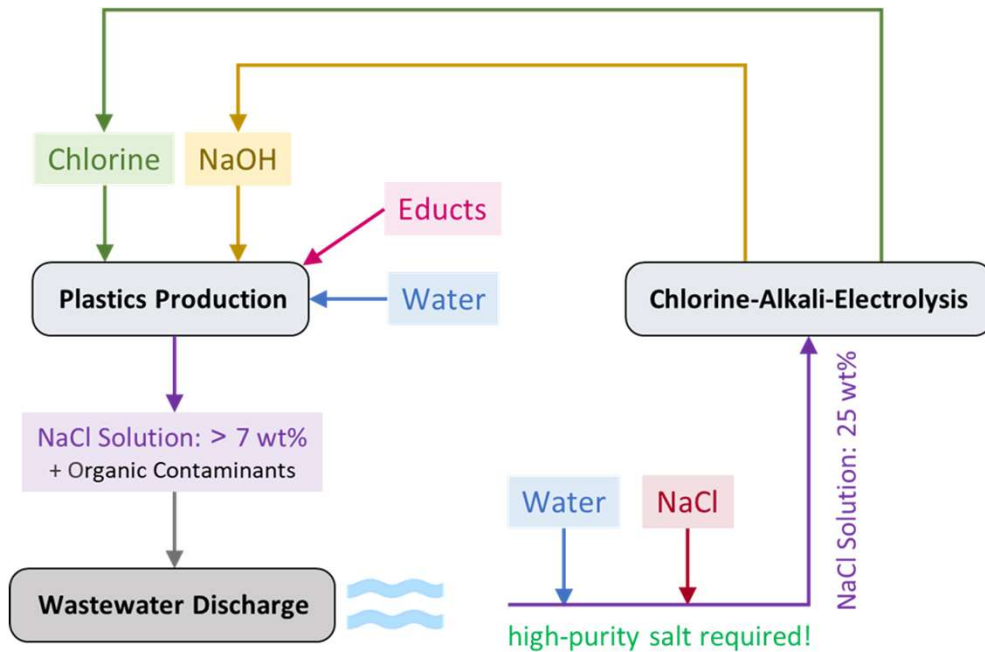 Chlorine
NaOH
Educts
Plastics Production
Water
Chlorine-Alkali-Electrolysis
NaCl Solution: > 7 wt%
+ Organic Contaminants
Water
NaCl
NaCl Solution: 25 wt%
Wastewater Discharge
high-purity salt required!